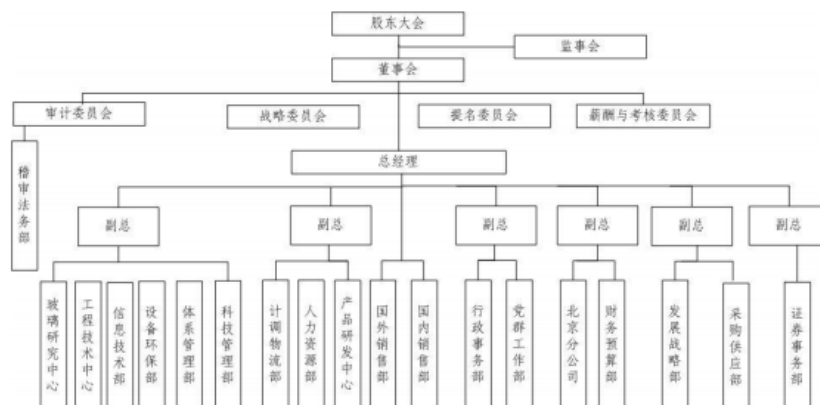 股东大会
监事会
董事会
审计委员会
战略委员会
提名委员会
薪酬与考核委员会
总经理
稽审法务部
副总
副总
副总
副总
副总
副总
玻璃研究中心
工程技术中心
信息技术部
设备环保部
体系管理部
科技管理部
计调物流部
人力资源部
产品研发中心
国外销售部
国内销售部
行政事务部
党群工作部
北京分公司
财务预算部
发展战略部
采购供应部
证券事务部